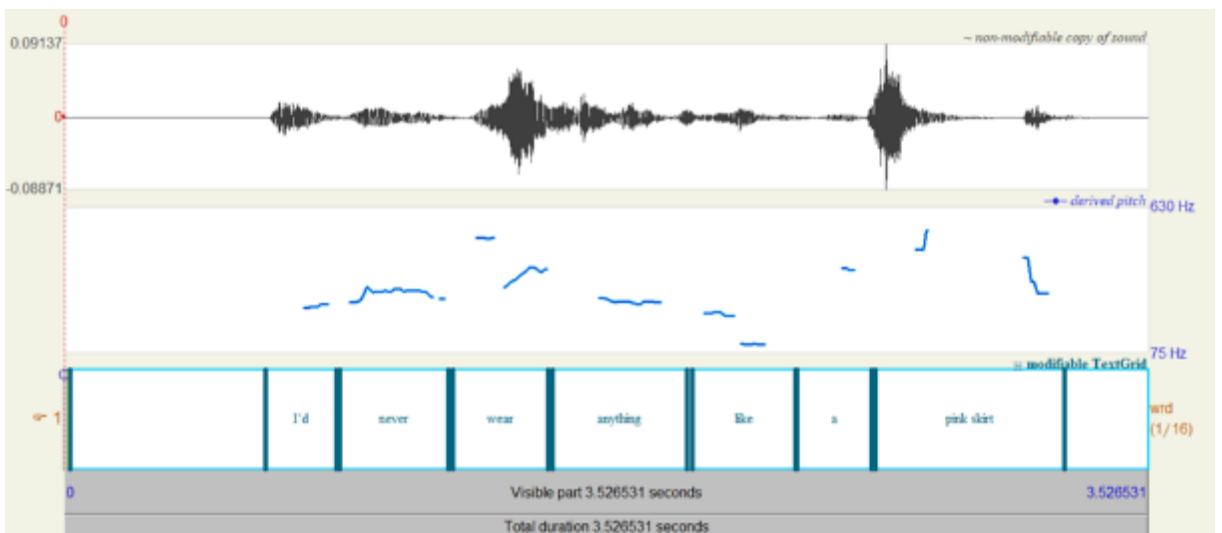 0
0.09137
~ non-modifiable copy of sound
0
-0.08871
derived pitch
630 Hz
75 Hz
modifiable TextGrid
1
I'd never wear anything like a pink skirt
wrd
(1/16)
0 Visible part 3.526531 seconds 3.526531
Total duration 3.526531 seconds